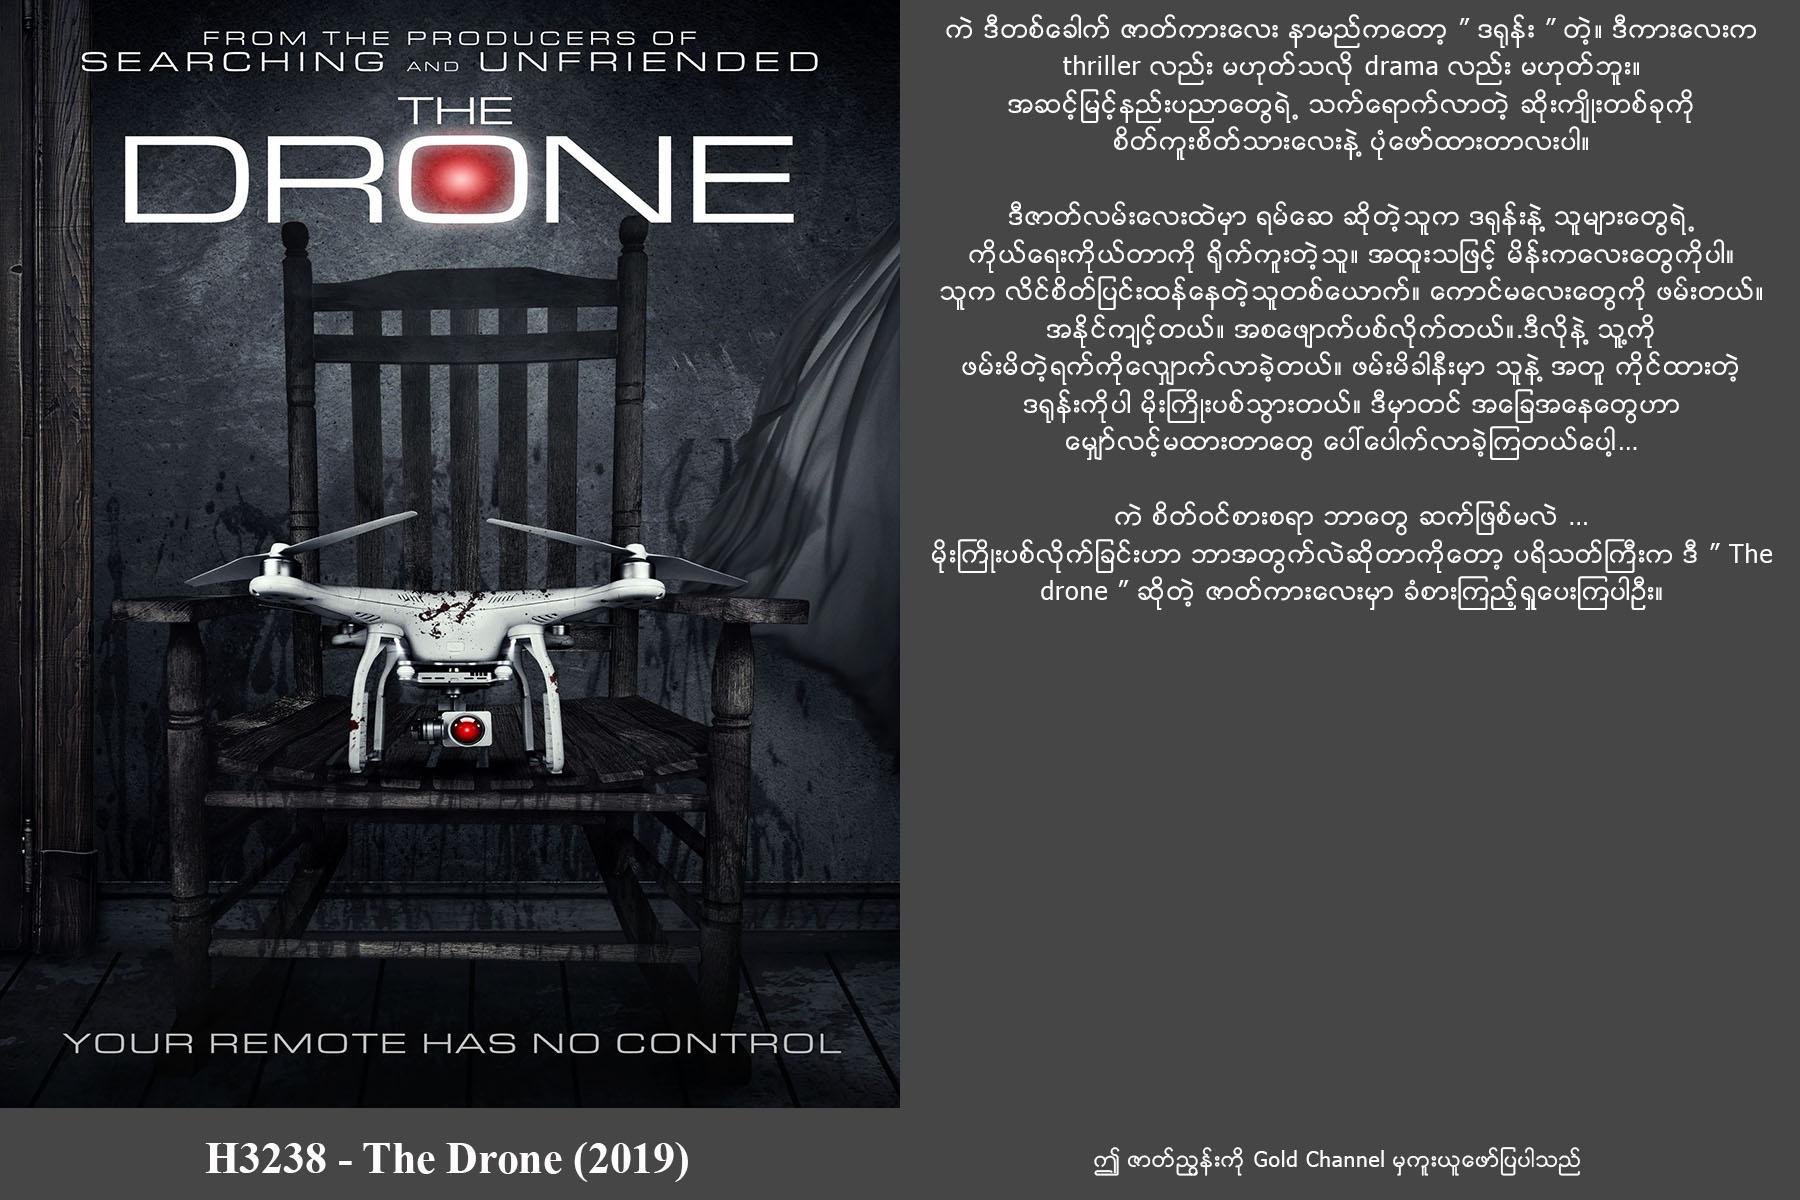 FROM THE PRODUCERS OF
SEARCHING AND UNFRIENDED
THE
DRONE
YOUR REMOTE HAS NO CONTROL
H3238 - The Drone (2019)
ကဲ ဒီတစ်ခေါက် ဇာတ်ကားလေး နာမည်ကတော့ " ဒရုန်း " တဲ့။ ဒီကားလေးက
thriller လည်း မဟုတ်သလို drama လည်း မဟုတ်ဘူး။
အဆင့်မြင့်နည်းပညာတွေရဲ့ သက်ရောက်လာတဲ့ ဆိုးကျိုးတစ်ခုကို
စိတ်ကူးစိတ်သားလေးနဲ့ ပုံဖော်ထားတာလးပါ။
ဒီဇာတ်လမ်းလေးထဲမှာ ရမ်ဆေ ဆိုတဲ့သူက ဒရုန်းနဲ့ သူများတွေရဲ့
ကိုယ်ရေးကိုယ်တာကို ရိုက်ကူးတဲ့သူ။ အထူးသဖြင့် မိန်းကလေးတွေကိုပါ။
သူက လိင်စိတ်ပြင်းထန်နေတဲ့သူတစ်ယောက်။ ကောင်မလေးတွေကို ဖမ်းတယ်။
အနိုင်ကျင့်တယ်။ အစဖျောက်ပစ်လိုက်တယ်။.ဒီလိုနဲ့ သူ့ကို
ဖမ်းမိတဲ့ရက်ကိုလျှောက်လာခဲ့တယ်။ ဖမ်းမိခါနီးမှာ သူနဲ့ အတူ ကိုင်ထားတဲ့
ဒရုန်းကိုပါ မိုးကြိုးပစ်သွားတယ်။ ဒီမှာတင် အခြေအနေတွေဟာ
မျှော်လင့်မထားတာတွေ ပေါ်ပေါက်လာခဲ့ကြတယ်ပေါ့...
ကဲ စိတ်ဝင်စားစရာ ဘာတွေ ဆက်ဖြစ်မလဲ ...
မိုးကြိုးပစ်လိုက်ခြင်းဟာ ဘာအတွက်လဲဆိုတာကိုတော့ ပရိသတ်ကြီးက ဒီ " The
drone " ဆိုတဲ့ ဇာတ်ကားလေးမှာ ခံစားကြည့်ရှုပေးကြပါဦး။
ဤ ဇာတ်ညွှန်းကို Gold Channel မှကူးယူဖော်ပြပါသည်